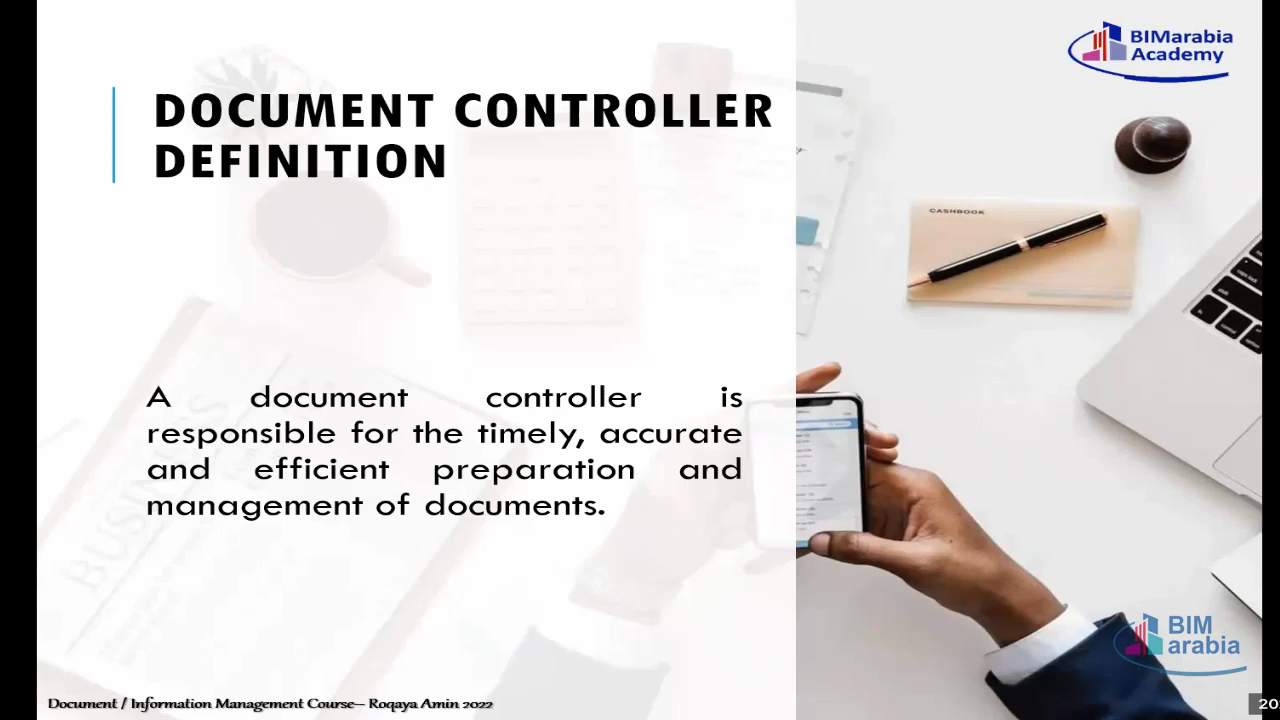 BIMarabia
Academy
DOCUMENT CONTROLLER
DEFINITION
CASHBOOK
A document controller is
responsible for the timely, accurate
and efficient preparation and
management of documents.
BUSINESS
BIM
arabia
Document / Information Management Course– Roqaya Amin 2022
20